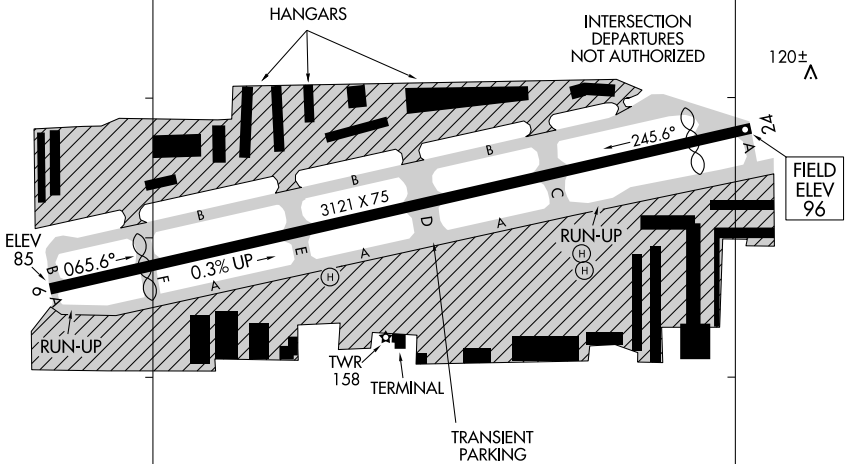 HANGARS
INTERSECTION
DEPARTURES
NOT AUTHORIZED
120±
24
245.6°
A
B
B
B
FIELD
ELEV
96
3121 X 75
C
D
A
RUN-UP
ELEV
85
B
065.6°
E
A
H
H
H
0.3% UP
F
A
6
A
RUN-UP
TWR
158
TERMINAL
TRANSIENT
PARKING